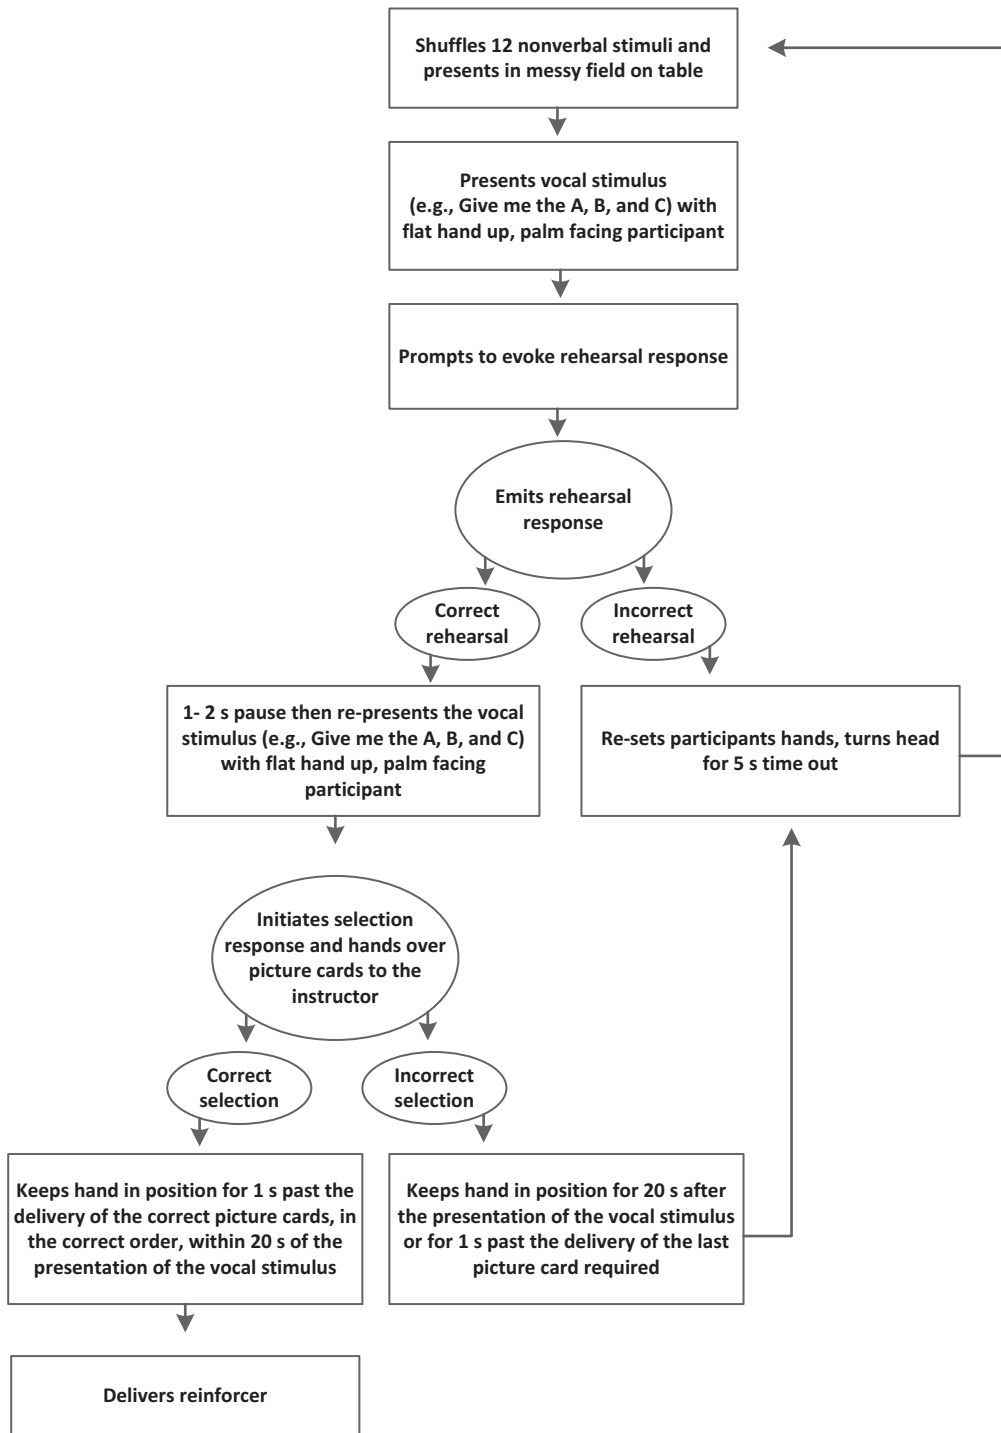 Shuffles 12 nonverbal stimuli and
presents in messy field on table
Presents vocal stimulus
(e.g., Give me the A, B, and C) with
flat hand up, palm facing participant
Prompts to evoke rehearsal response
Emits rehearsal
response
Correct
rehearsal
Incorrect
rehearsal
1- 2 s pause then re-presents the vocal
stimulus (e.g., Give me the A, B, and C)
with flat hand up, palm facing
participant
Re-sets participants hands, turns head
for 5 s time out
Initiates selection
response and hands over
picture cards to the
instructor
Correct
selection
Incorrect
selection
Keeps hand in position for 1 s past the
delivery of the correct picture cards, in
the correct order, within 20 s of the
presentation of the vocal stimulus
Keeps hand in position for 20 s after
the presentation of the vocal stimulus
or for 1 s past the delivery of the last
picture card required
Delivers reinforcer